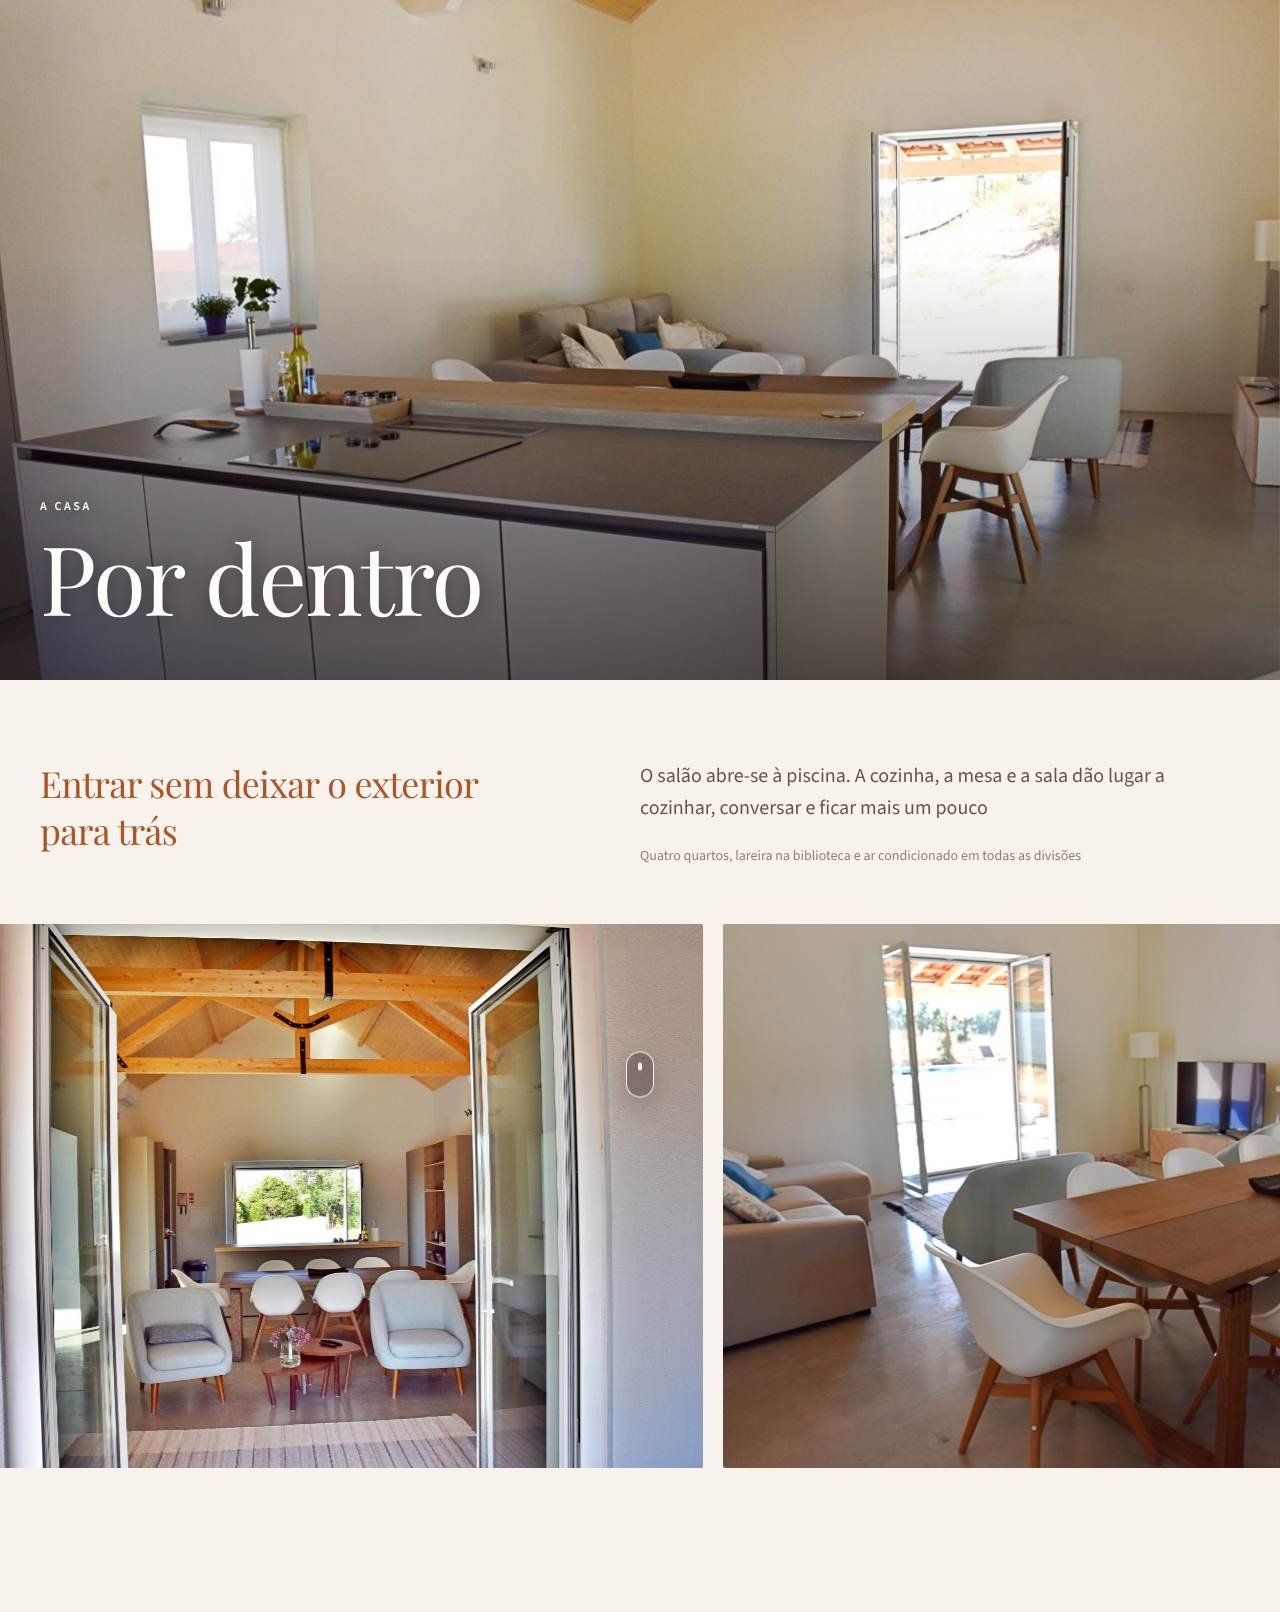 A CASA
Por dentro
Entrar sem deixar o exterior
para trás
O salão abre-se à piscina. A cozinha, a mesa e a sala dão lugar a
cozinhar, conversar e ficar mais um pouco
Quatro quartos, lareira na biblioteca e ar condicionado em todas as divisões